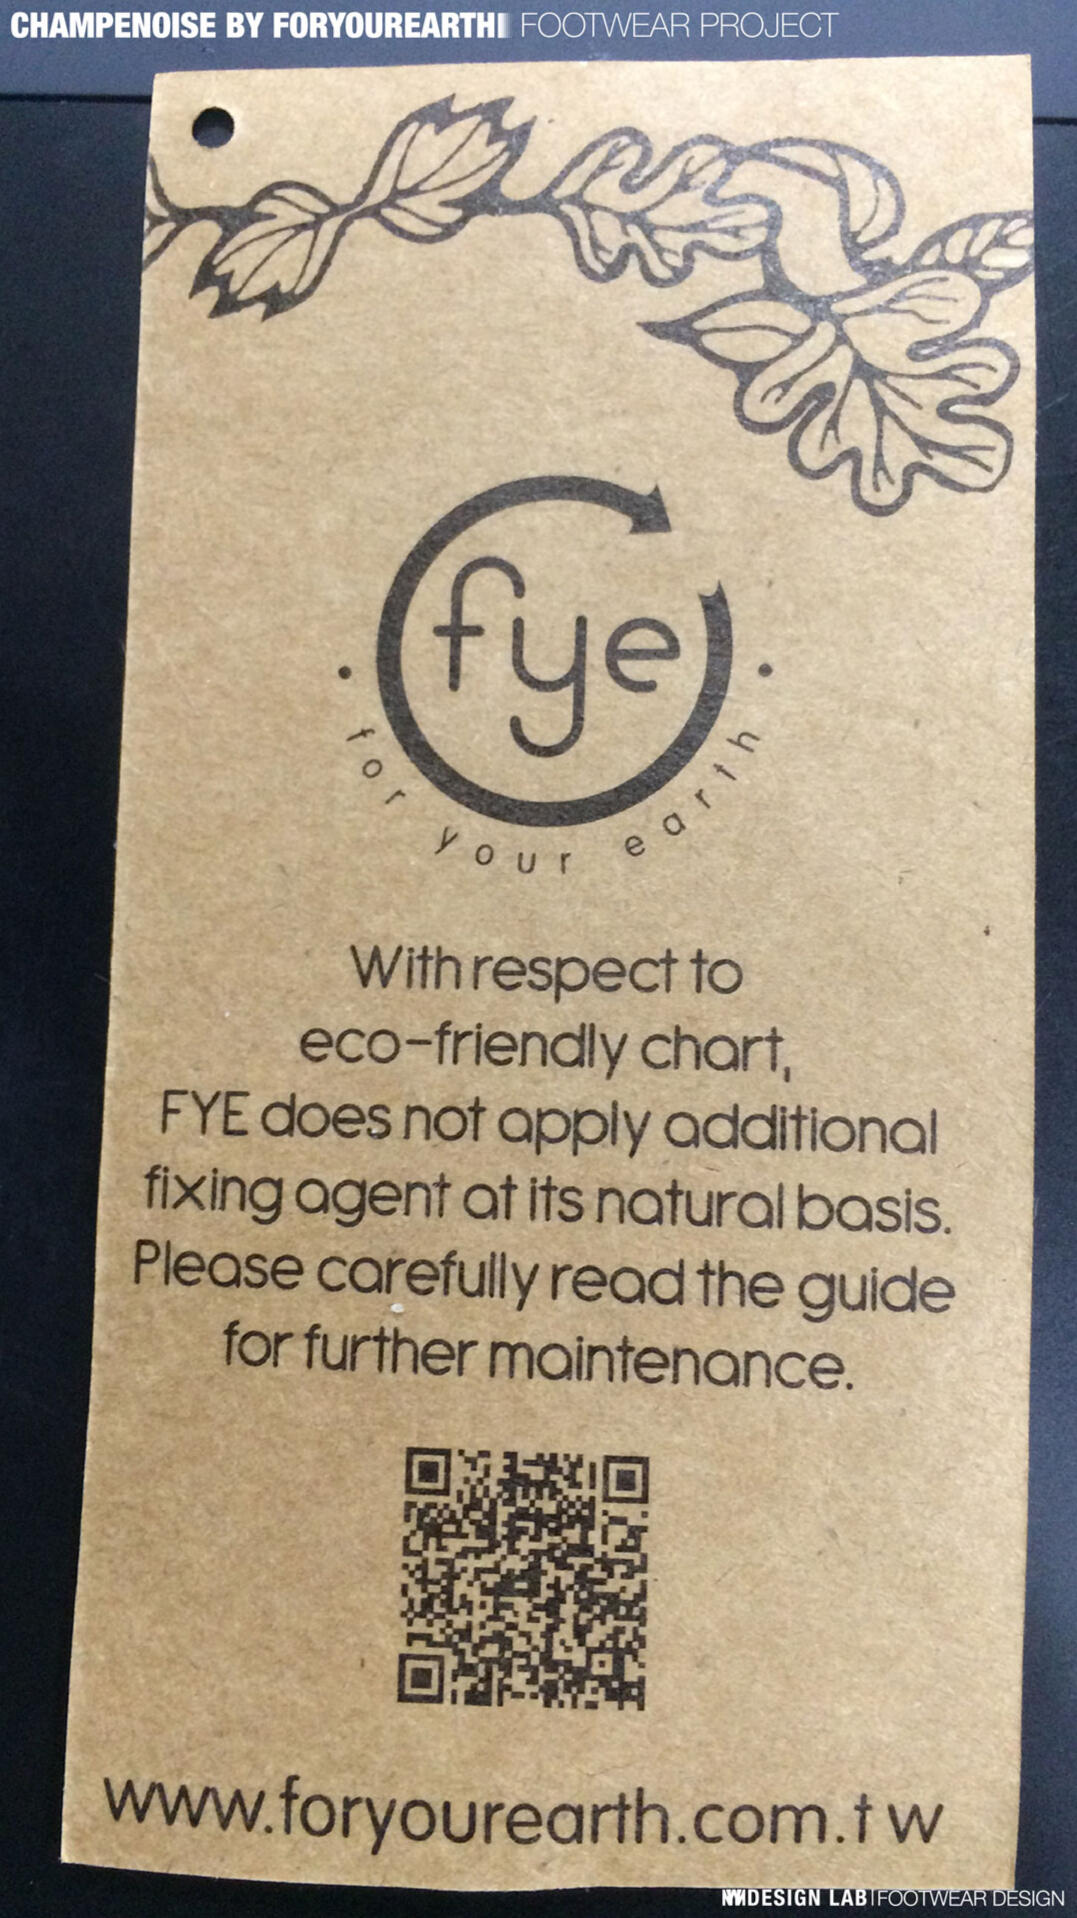 CHAMPENOISE BY FORYOUREARTH FOOTWEAR PROJECT
fye
· for your earth ·
With respect to
eco-friendly chart,
FYE does not apply additional
fixing agent at its natural basis.
Please carefully read the guide
for further maintenance.
www.foryourearth.com.tw
DESIGN LAB|FOOTWEAR DESIGN